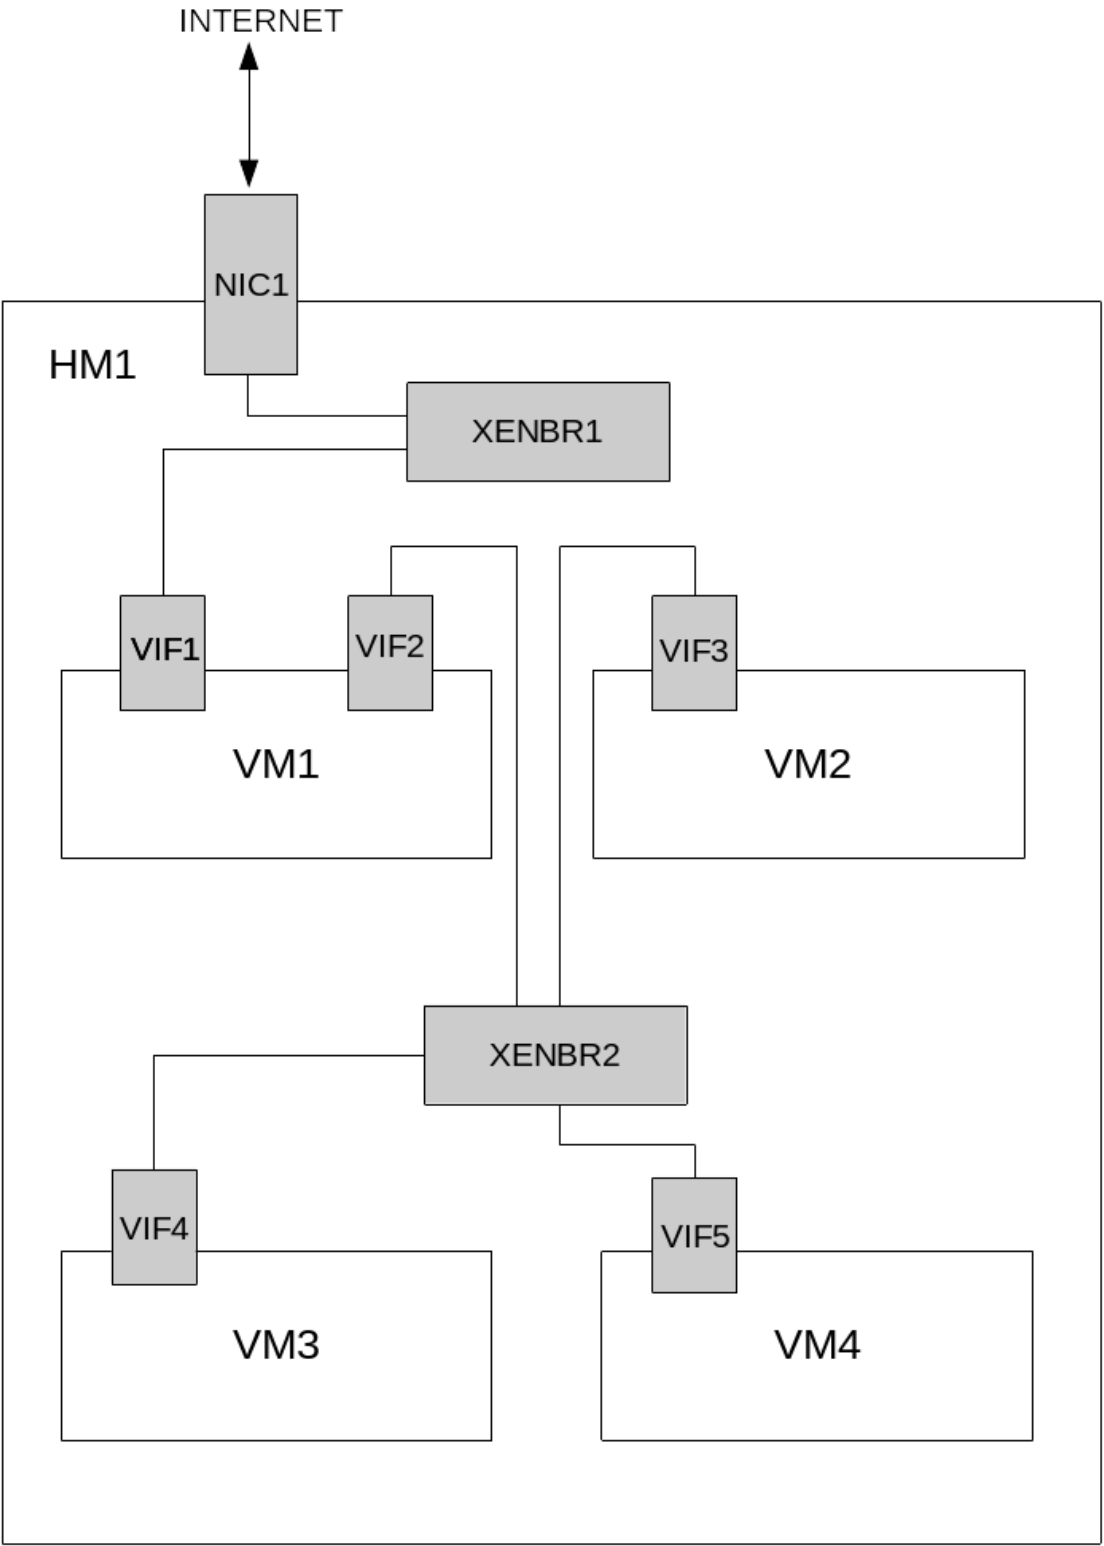 INTERNET
NIC1
HM1
XENBR1
VIF1
VIF2
VIF3
VM1
VM2
XENBR2
VIF4
VIF5
VM3
VM4